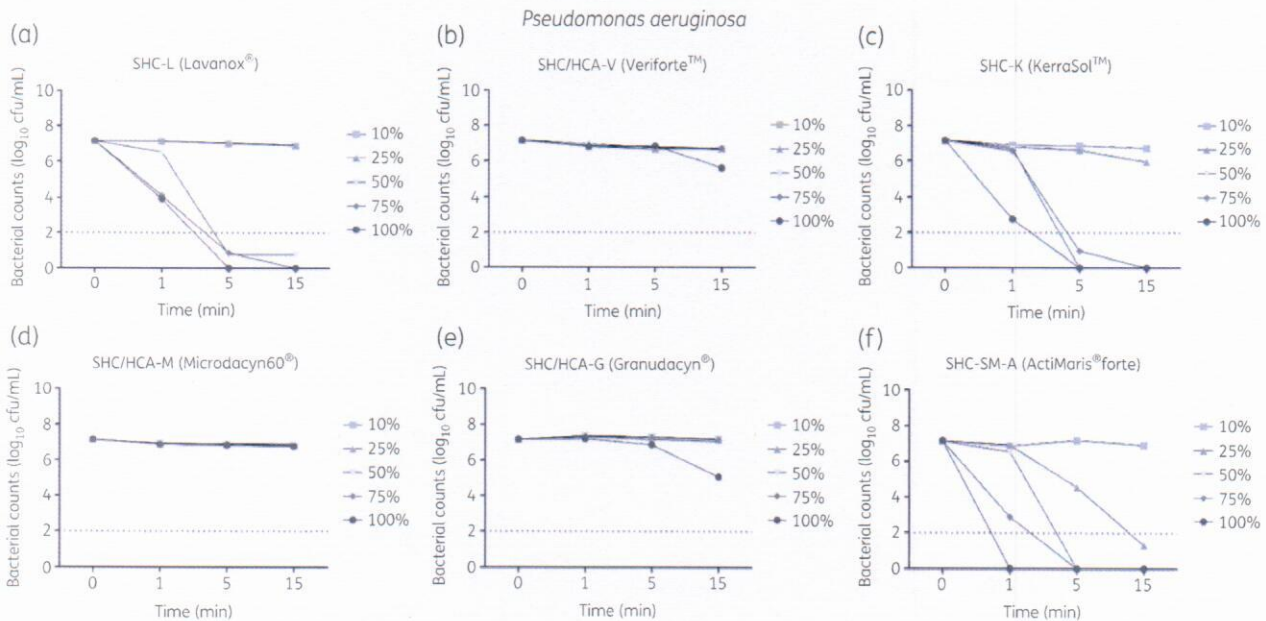 Pseudomonas aeruginosa
(a)
SHC-L (Lavanox®)
Bacterial counts (log10 cfu/mL)
10
8
6
4
2
0
0 1 5 15
Time (min)
10%
25%
50%
75%
100%
(b)
SHC/HCA-V (Veriforte™)
Bacterial counts (log10 cfu/mL)
10
8
6
4
2
0
0 1 5 15
Time (min)
10%
25%
50%
75%
100%
(c)
SHC-K (KerraSol™)
Bacterial counts (log10 cfu/mL)
10
8
6
4
2
0
0 1 5 15
Time (min)
10%
25%
50%
75%
100%
(d)
SHC/HCA-M (Microdacyn60®)
Bacterial counts (log10 cfu/mL)
10
8
6
4
2
0
0 1 5 15
Time (min)
10%
25%
50%
75%
100%
(e)
SHC/HCA-G (Granudacyn®)
Bacterial counts (log10 cfu/mL)
10
8
6
4
2
0
0 1 5 15
Time (min)
10%
25%
50%
75%
100%
(f)
SHC-SM-A (ActiMaris®forte)
Bacterial counts (log10 cfu/mL)
10
8
6
4
2
0
0 1 5 15
Time (min)
10%
25%
50%
75%
100%